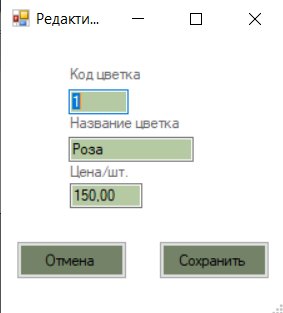 Редакти...
Код цветка
1
Название цветка
Роза
Цена/шт.
150,00
Отмена
Сохранить